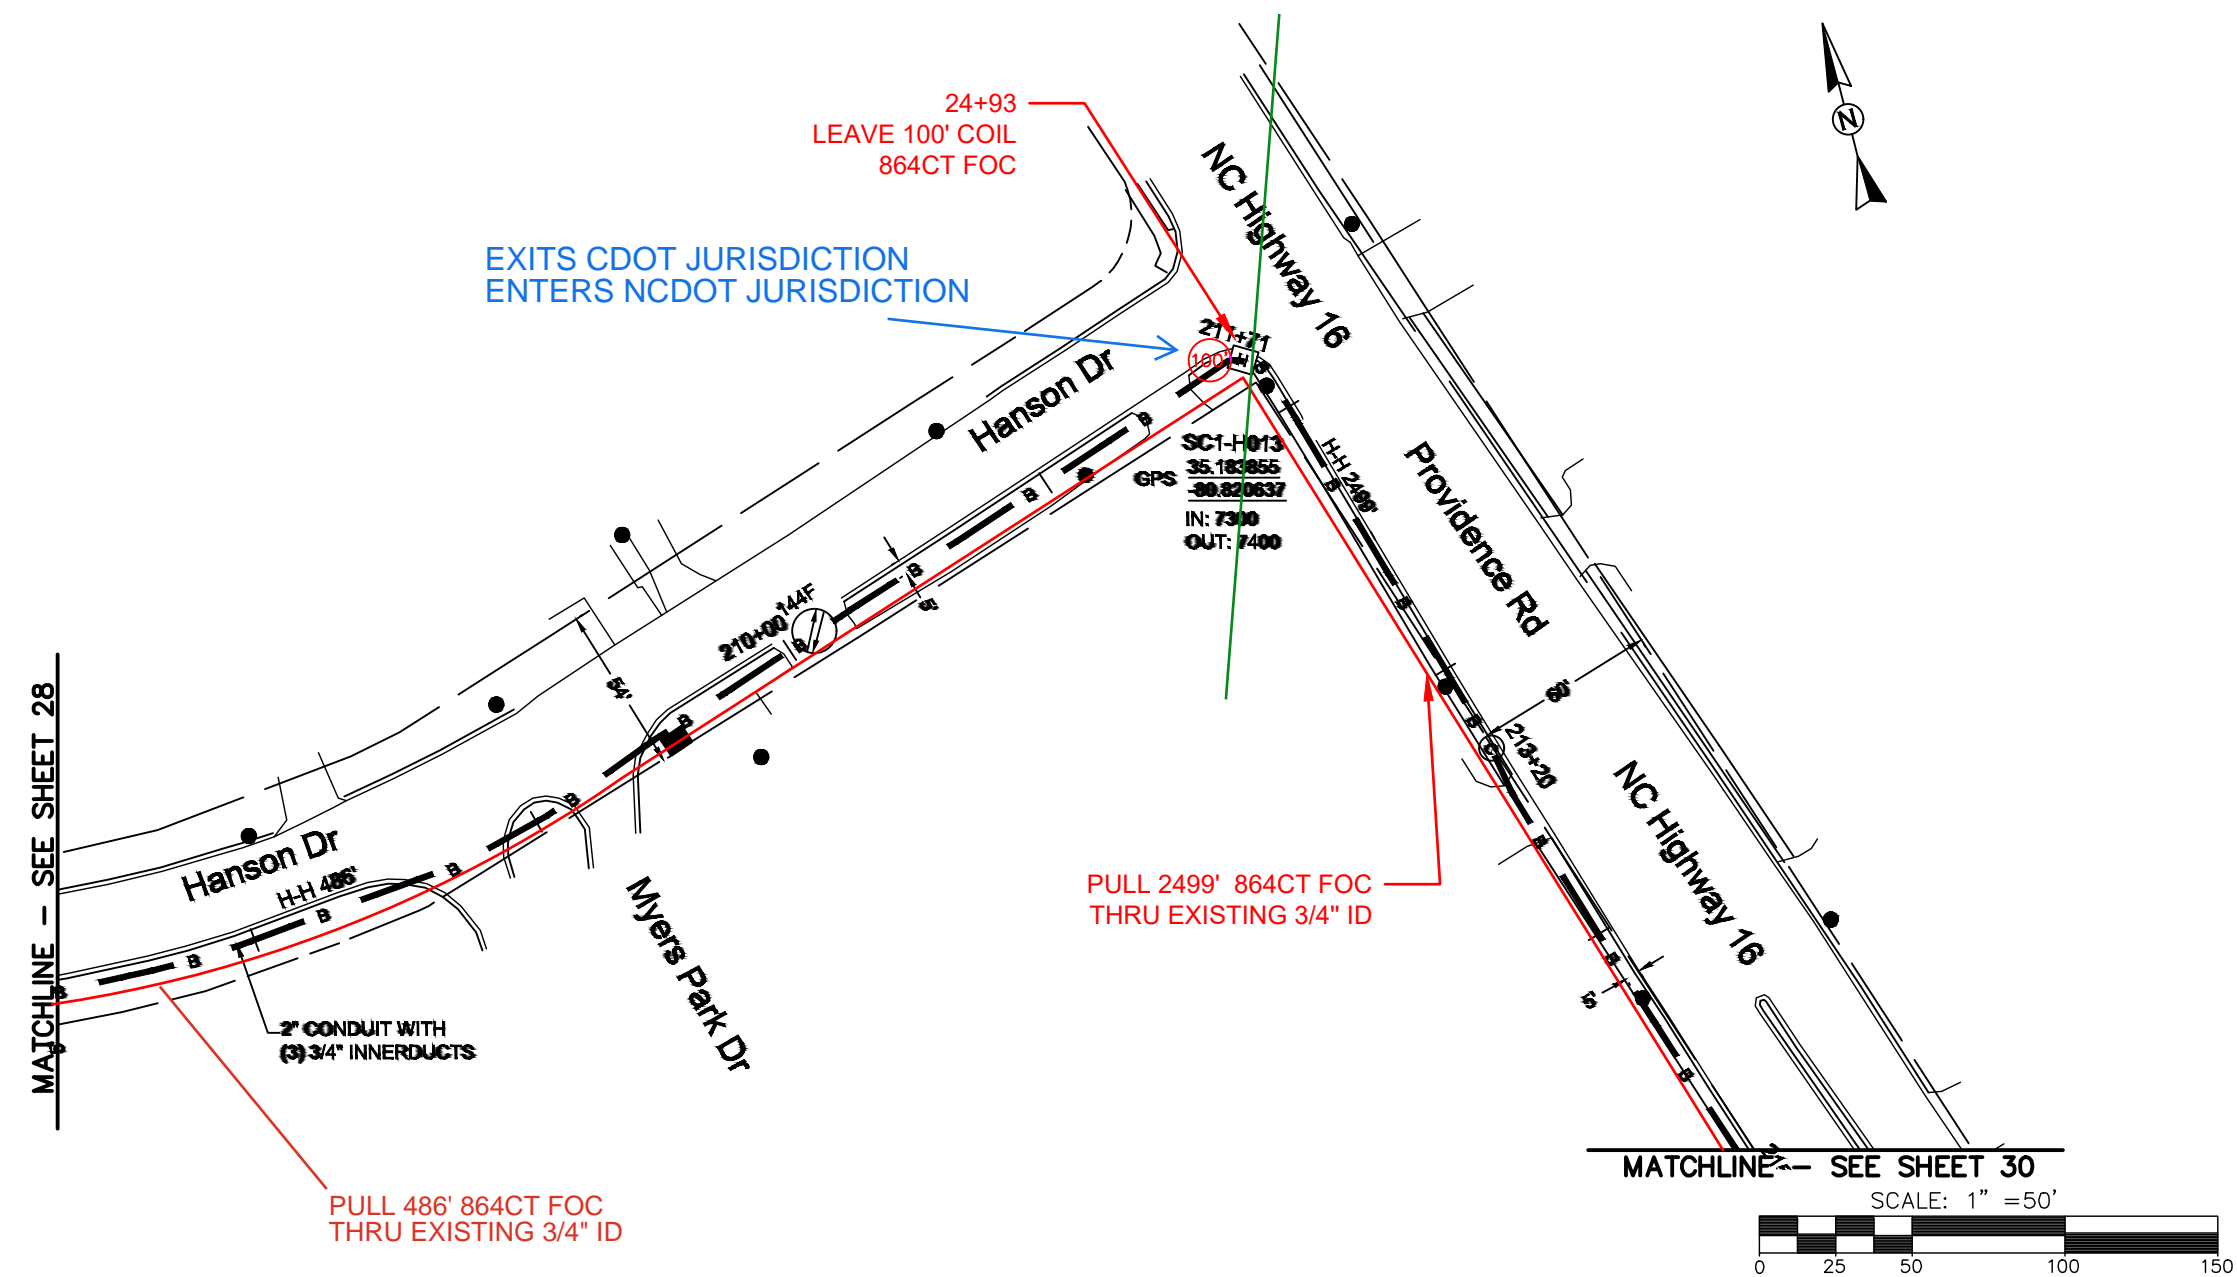 24+93
LEAVE 100' COIL
864CT FOC
N
NC Highway 16
EXITS CDOT JURISDICTION
ENTERS NCDOT JURISDICTION
211+71
100'
H
B
Hanson Dr
B
SC1-H013
GPS
35.183855
-80.820637
IN: 7300
OUT: 7400
H-H 2499'
B
Providence Rd
B
B
5'
144F
210+00
B
B
54'
B
60'
B
C
213+20
NC Highway 16
MATCHLINE - SEE SHEET 28
Hanson Dr
H-H 486'
B
B
B
B
B
Myers Park Dr
PULL 2499' 864CT FOC
THRU EXISTING 3/4" ID
B
B
5'
B
2" CONDUIT WITH
(3) 3/4" INNERDUCTS
PULL 486' 864CT FOC
THRU EXISTING 3/4" ID
MATCHLINE - SEE SHEET 30
SCALE: 1" =50'
0 25 50 100 150